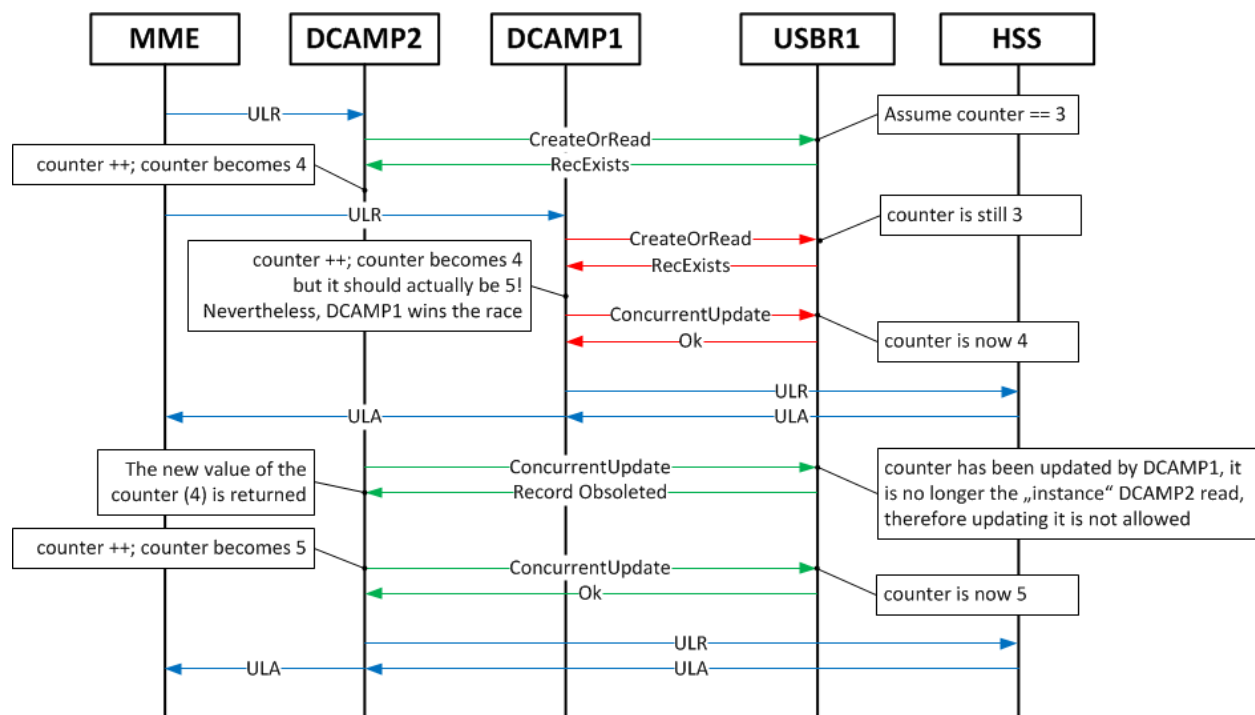 MME
DCAMP2
DCAMP1
USBR1
HSS
ULR
Assume counter == 3
CreateOrRead
RecExists
counter ++; counter becomes 4
ULR
counter is still 3
CreateOrRead
RecExists
counter ++; counter becomes 4
but it should actually be 5!
Nevertheless, DCAMP1 wins the race
ConcurrentUpdate
Ok
counter is now 4
ULR
ULA
ULA
The new value of the
counter (4) is returned
ConcurrentUpdate
Record Obsoleted
counter has been updated by DCAMP1, it
is no longer the „instance“ DCAMP2 read,
therefore updating it is not allowed
counter ++; counter becomes 5
ConcurrentUpdate
Ok
counter is now 5
ULR
ULA
ULA